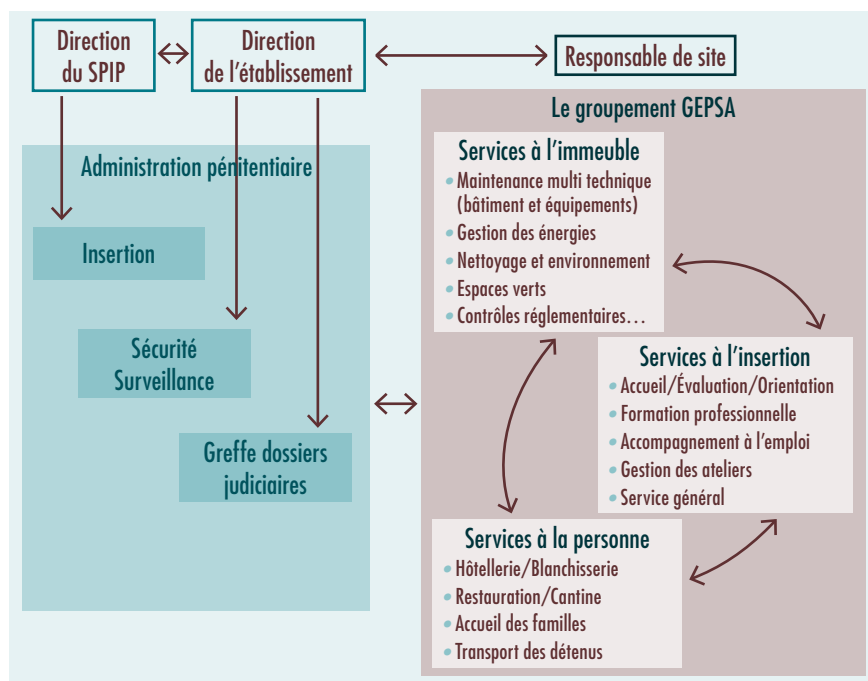 Direction
du SPIP
Direction
de l'établissement
Responsable de site
Administration pénitentiaire
Insertion
Sécurité
Surveillance
Greffe dossiers
judiciaires
Le groupement GEPSA
Services à l'immeuble
• Maintenance multi technique
(bâtiment et équipements)
• Gestion des énergies
• Nettoyage et environnement
• Espaces verts
• Contrôles réglementaires…
Services à l'insertion
• Accueil/Évaluation/Orientation
• Formation professionnelle
• Accompagnement à l'emploi
• Gestion des ateliers
• Service général
Services à la personne
• Hôtellerie/Blanchisserie
• Restauration/Cantine
• Accueil des familles
• Transport des détenus